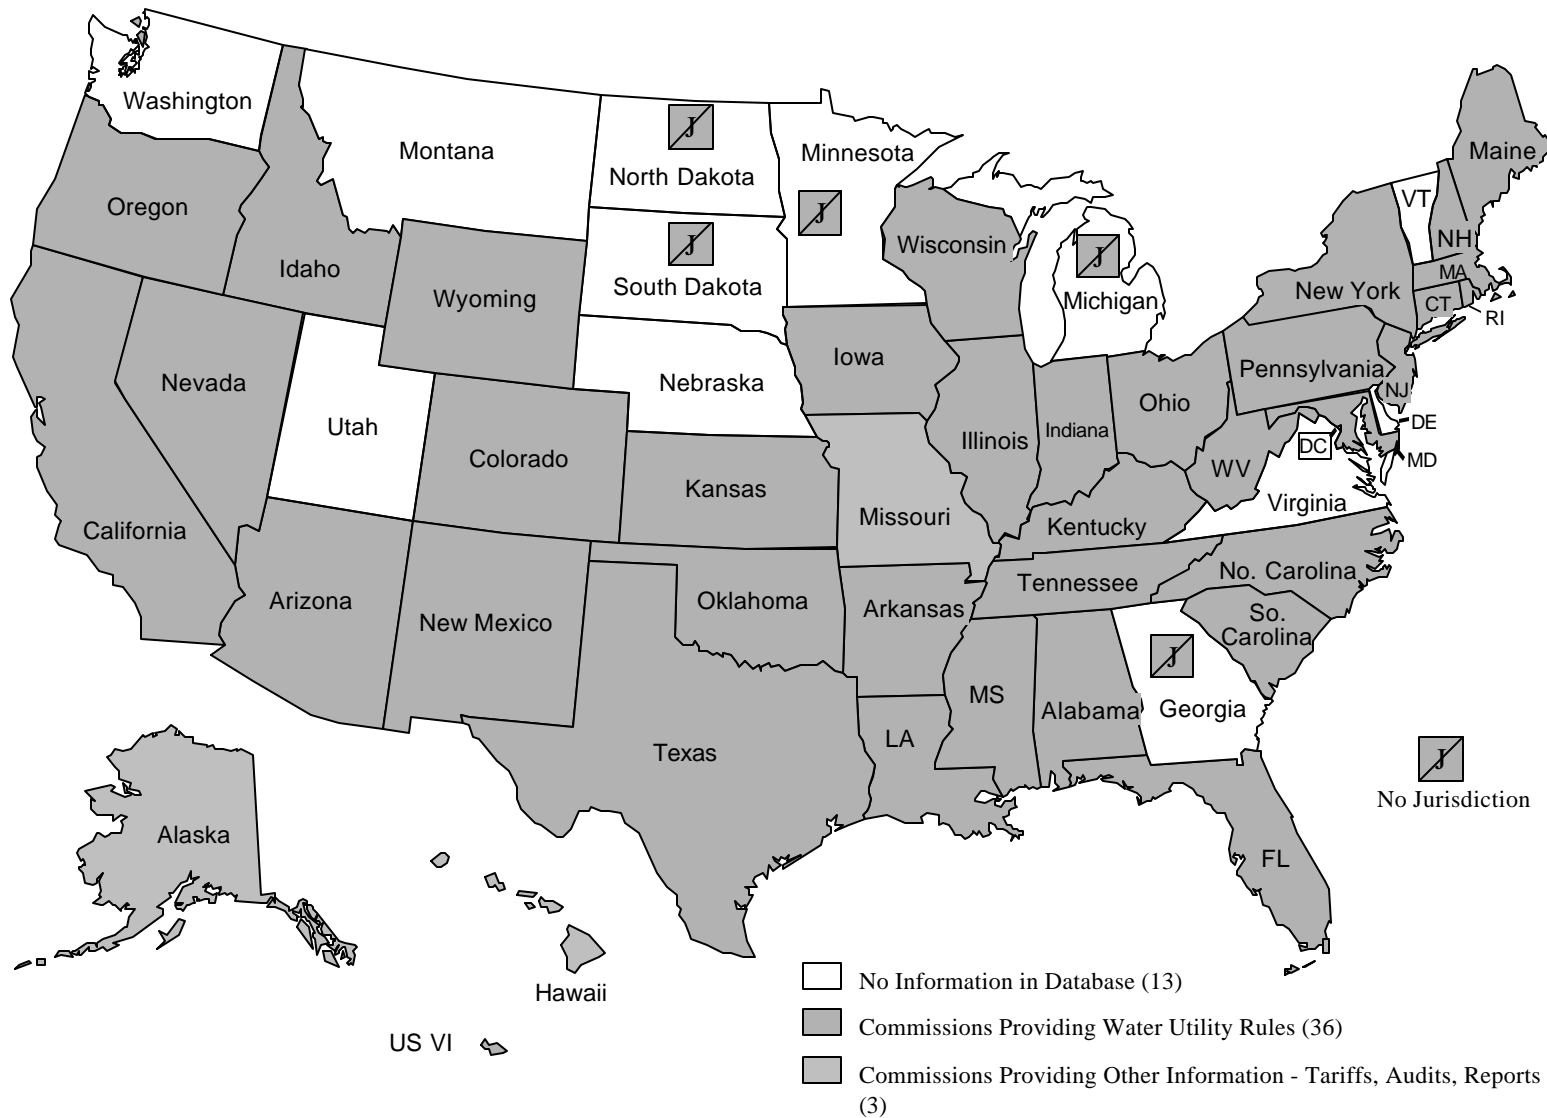 Washington
Montana
J
North Dakota
Minnesota
J
Maine
Oregon
Idaho
Wyoming
J
South Dakota
Wisconsin
J
Michigan
VT
NH
MA
New York
CT
RI
Nevada
Utah
Nebraska
Iowa
Pennsylvania
NJ
Ohio
Illinois
Indiana
DE
DC
MD
Colorado
Kansas
Missouri
WV
Virginia
Kentucky
California
Arizona
New Mexico
Oklahoma
Arkansas
Tennessee
No. Carolina
So.
Carolina
J
Texas
LA
MS
Alabama
Georgia
J
No Jurisdiction
Alaska
FL
Hawaii
US VI
No Information in Database (13)
Commissions Providing Water Utility Rules (36)
Commissions Providing Other Information - Tariffs, Audits, Reports
(3)